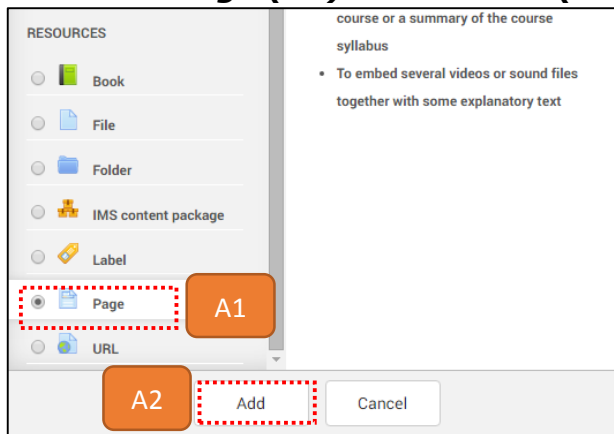 RESOURCES
Book
File
Folder
IMS content package
Label
Page
URL
course or a summary of the course
syllabus
• To embed several videos or sound files
together with some explanatory text
A1
A2
Add
Cancel